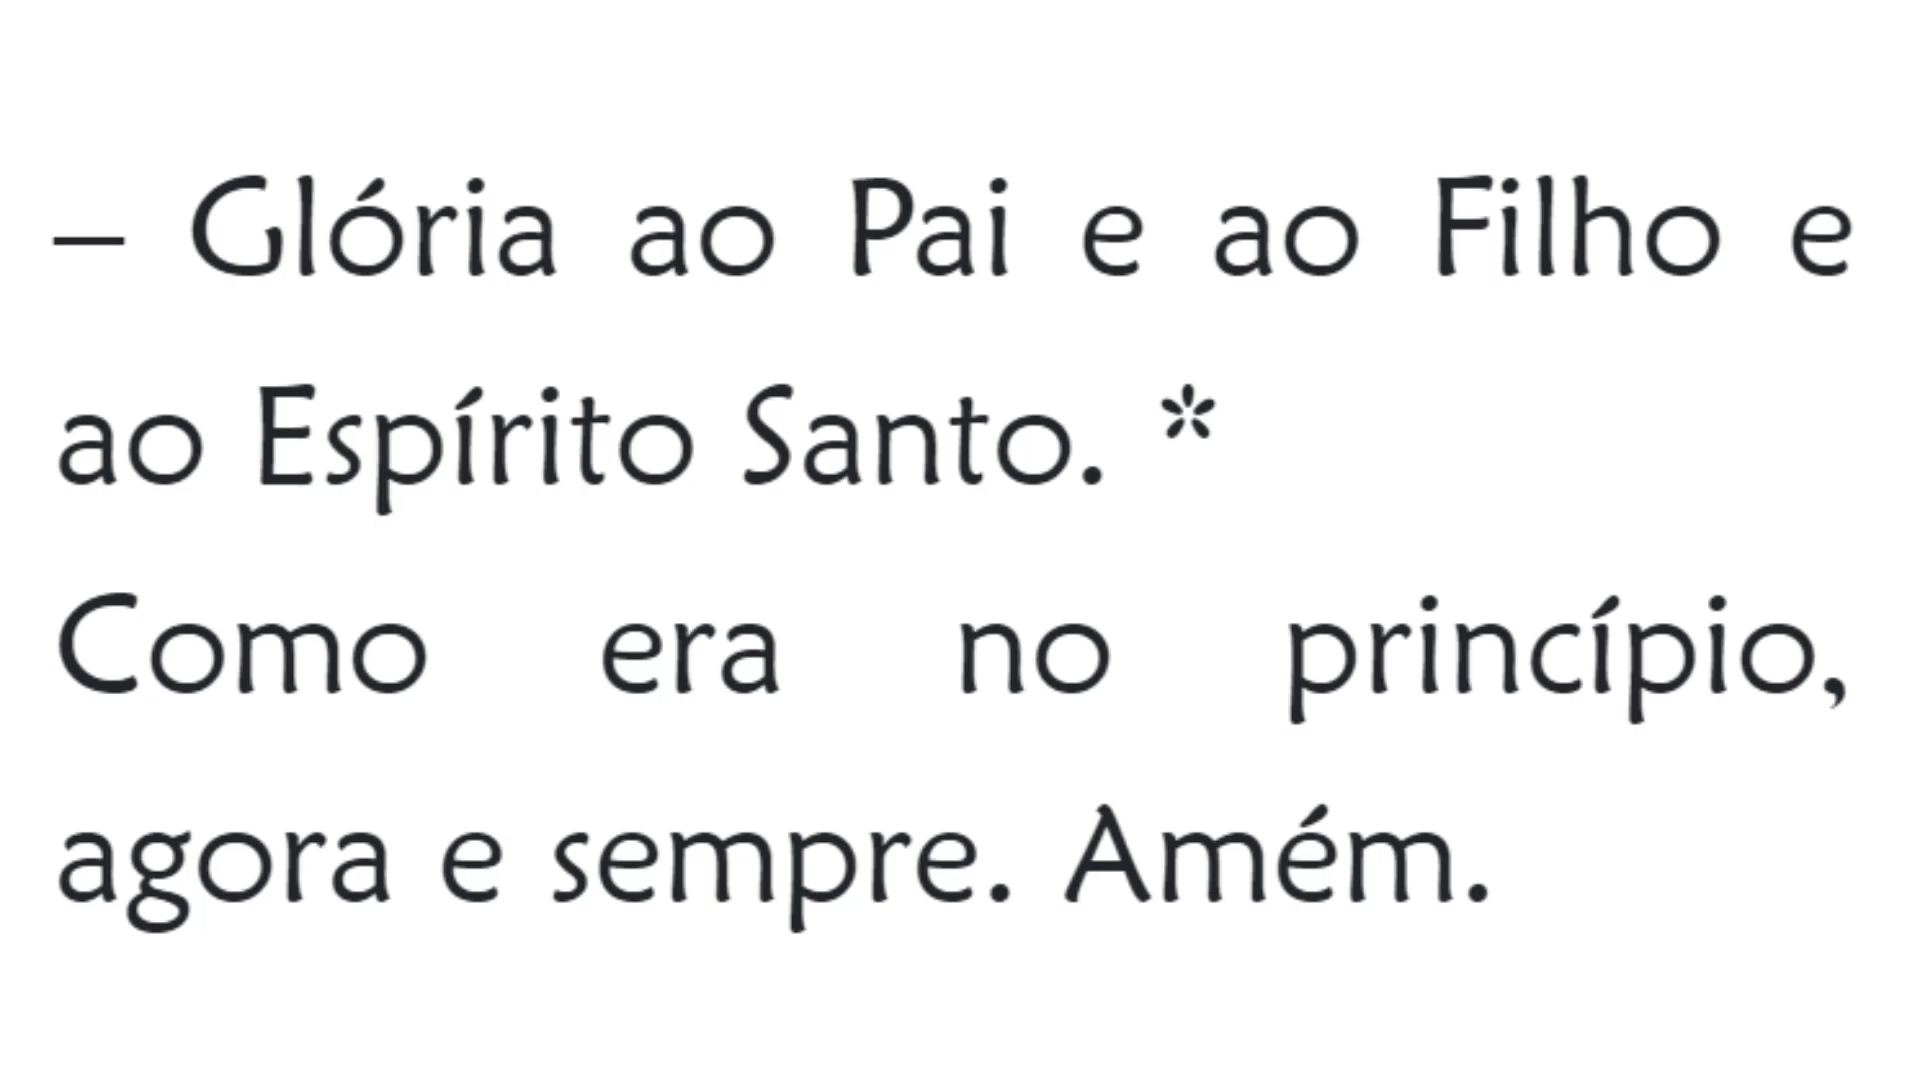 – Glória ao Pai e ao Filho e
ao Espírito Santo. *
Como era no princípio,
agora e sempre. Amém.